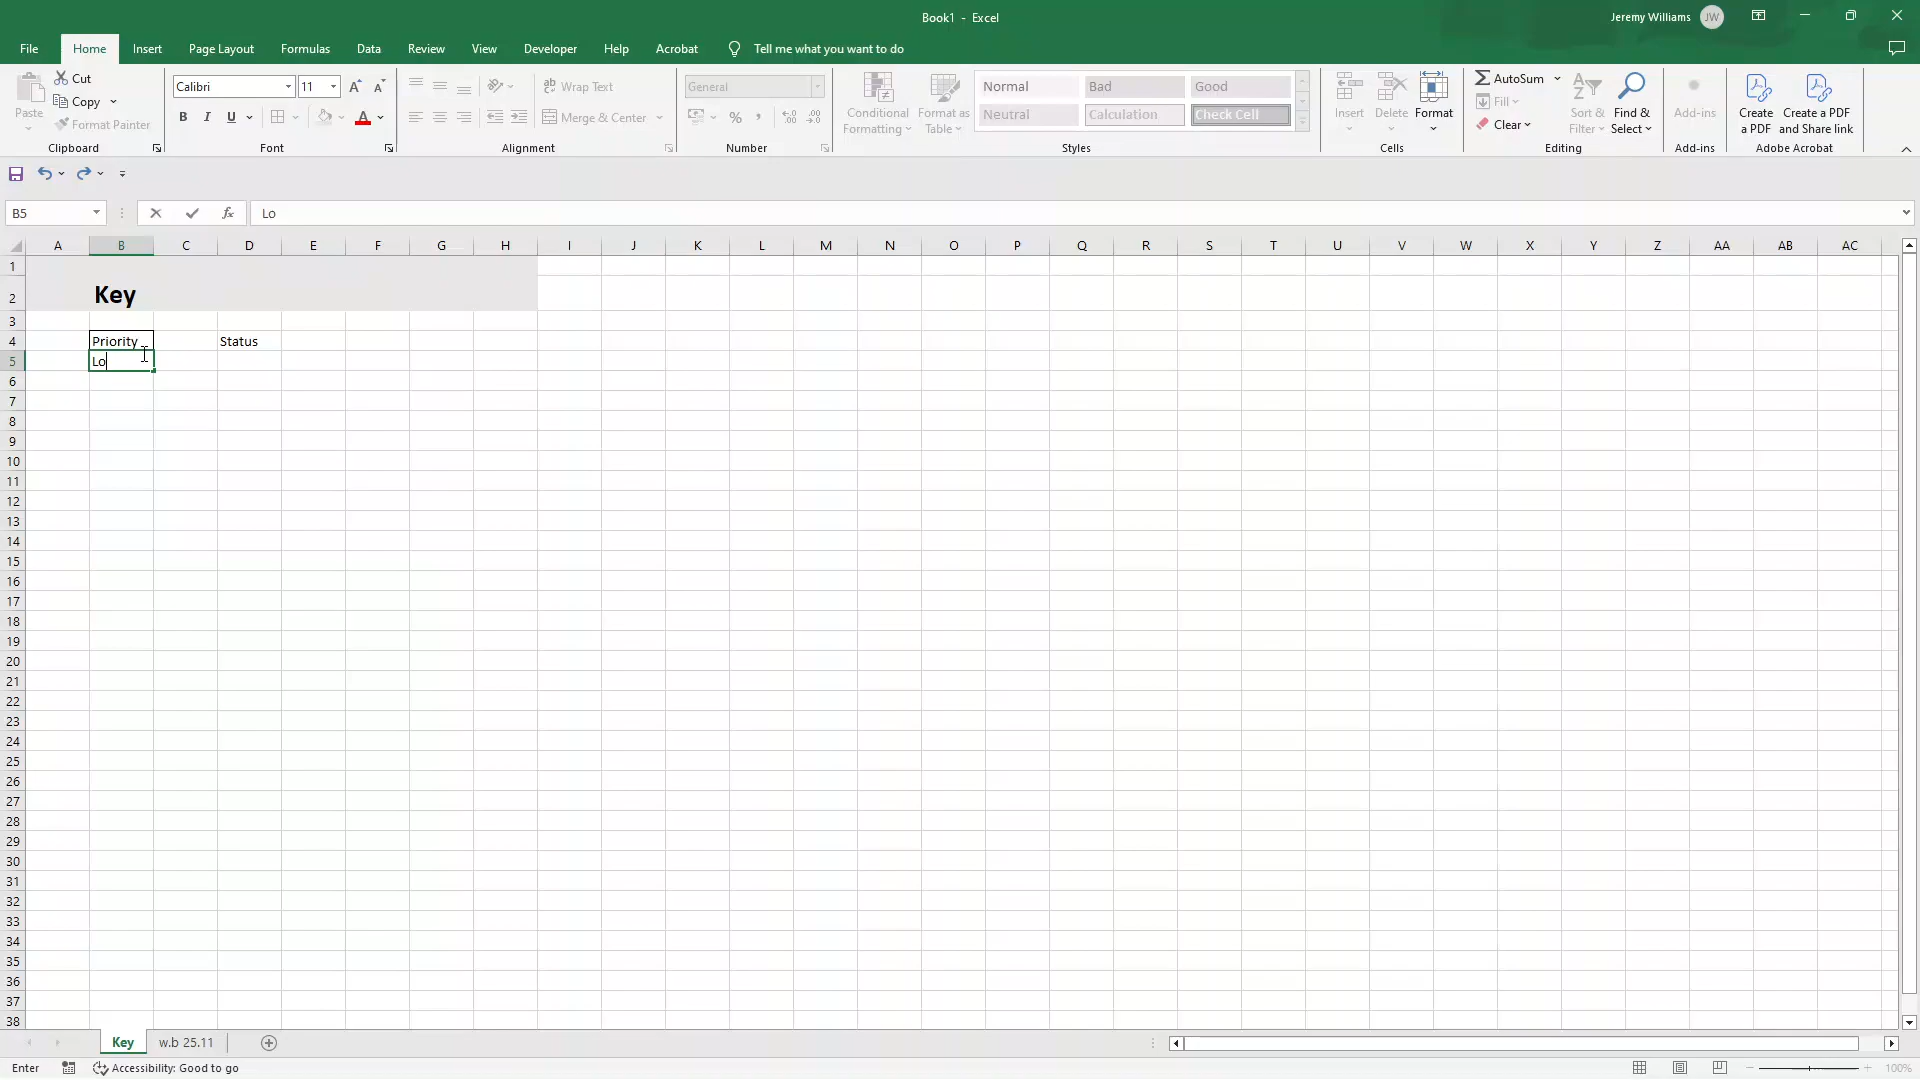 Book1 - Excel
Jeremy Williams JW
File Home Insert Page Layout Formulas Data Review View Developer Help Acrobat Tell me what you want to do
Paste
Cut
Copy
Format Painter
Clipboard
Calibri 11
B I U
A
Font
Wrap Text
Merge & Center
Alignment
General
% ,
Number
Conditional Formatting
Format as Table
Normal Bad Good
Neutral Calculation Check Cell
Styles
Insert Delete Format
Cells
AutoSum
Fill
Clear
Sort & Filter
Find & Select
Editing
Add-ins
Add-ins
Create a PDF
Create a PDF and Share link
Adobe Acrobat
B5 fx Lo
A B C D E F G H I J K L M N O P Q R S T U V W X Y Z AA AB AC
1
2 Key
3
4 Priority Status
5 Lo
6
7
8
9
10
11
12
13
14
15
16
17
18
19
20
21
22
23
24
25
26
27
28
29
30
31
32
33
34
35
36
37
38
Key w.b 25.11
Enter Accessibility: Good to go 100%